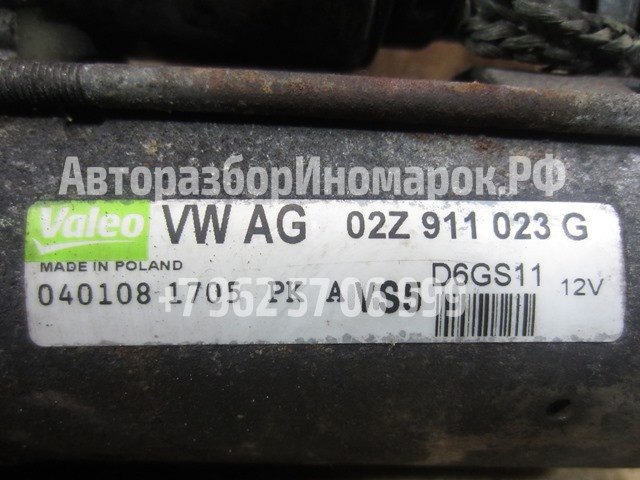 АвторазборИномарок.РФ
Valeo VW AG 02Z 911 023 G
MADE IN POLAND
D6GS11 12V
040108 1705 PK A VS5